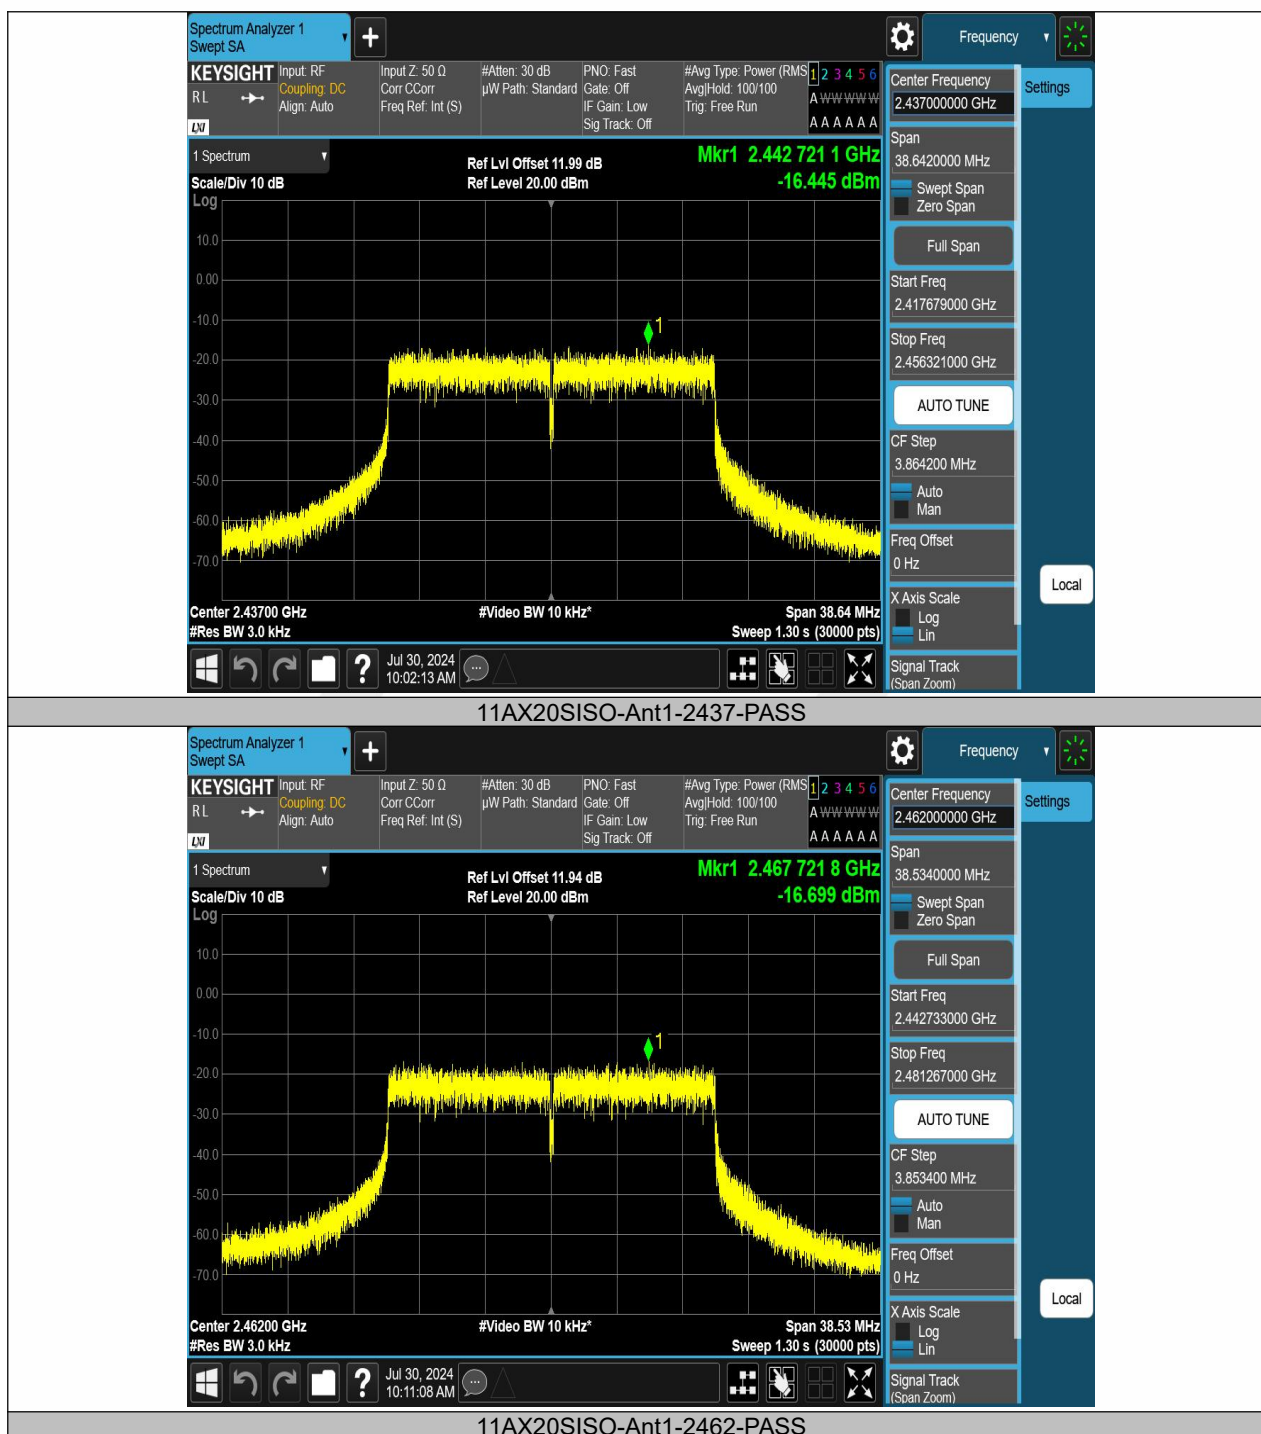 Spectrum Analyzer 1
Swept SA
+
Frequency
KEYSIGHT
R L
LXI
Input: RF
Coupling: DC
Align: Auto
Input Z: 50 Ω
Corr CCorr
Freq Ref: Int (S)
#Atten: 30 dB
µW Path: Standard
PNO: Fast
Gate: Off
IF Gain: Low
Sig Track: Off
#Avg Type: Power (RMS
Avg|Hold: 100/100
Trig: Free Run
1 2 3 4 5 6
A W W W W W
A A A A A A
1 Spectrum
Scale/Div 10 dB
Log
Ref Lvl Offset 11.99 dB
Ref Level 20.00 dBm
Mkr1 2.442 721 1 GHz
-16.445 dBm
10.0
0.00
-10.0
-20.0
-30.0
-40.0
-50.0
-60.0
-70.0
1
Center 2.43700 GHz
#Res BW 3.0 kHz
#Video BW 10 kHz*
Span 38.64 MHz
Sweep 1.30 s (30000 pts)
Center Frequency
2.437000000 GHz
Span
38.6420000 MHz
Swept Span
Zero Span
Full Span
Start Freq
2.417679000 GHz
Stop Freq
2.456321000 GHz
AUTO TUNE
CF Step
3.864200 MHz
Auto
Man
Freq Offset
0 Hz
X Axis Scale
Log
Lin
Signal Track
(Span Zoom)
Settings
Local
?
Jul 30, 2024
10:02:13 AM
11AX20SISO-Ant1-2437-PASS
Spectrum Analyzer 1
Swept SA
+
Frequency
KEYSIGHT
R L
LXI
Input: RF
Coupling: DC
Align: Auto
Input Z: 50 Ω
Corr CCorr
Freq Ref: Int (S)
#Atten: 30 dB
µW Path: Standard
PNO: Fast
Gate: Off
IF Gain: Low
Sig Track: Off
#Avg Type: Power (RMS
Avg|Hold: 100/100
Trig: Free Run
1 2 3 4 5 6
A W W W W W
A A A A A A
1 Spectrum
Scale/Div 10 dB
Log
Ref Lvl Offset 11.94 dB
Ref Level 20.00 dBm
Mkr1 2.467 721 8 GHz
-16.699 dBm
10.0
0.00
-10.0
-20.0
-30.0
-40.0
-50.0
-60.0
-70.0
1
Center 2.46200 GHz
#Res BW 3.0 kHz
#Video BW 10 kHz*
Span 38.53 MHz
Sweep 1.30 s (30000 pts)
Center Frequency
2.462000000 GHz
Span
38.5340000 MHz
Swept Span
Zero Span
Full Span
Start Freq
2.442733000 GHz
Stop Freq
2.481267000 GHz
AUTO TUNE
CF Step
3.853400 MHz
Auto
Man
Freq Offset
0 Hz
X Axis Scale
Log
Lin
Signal Track
(Span Zoom)
Settings
Local
?
Jul 30, 2024
10:11:08 AM
11AX20SISO-Ant1-2462-PASS